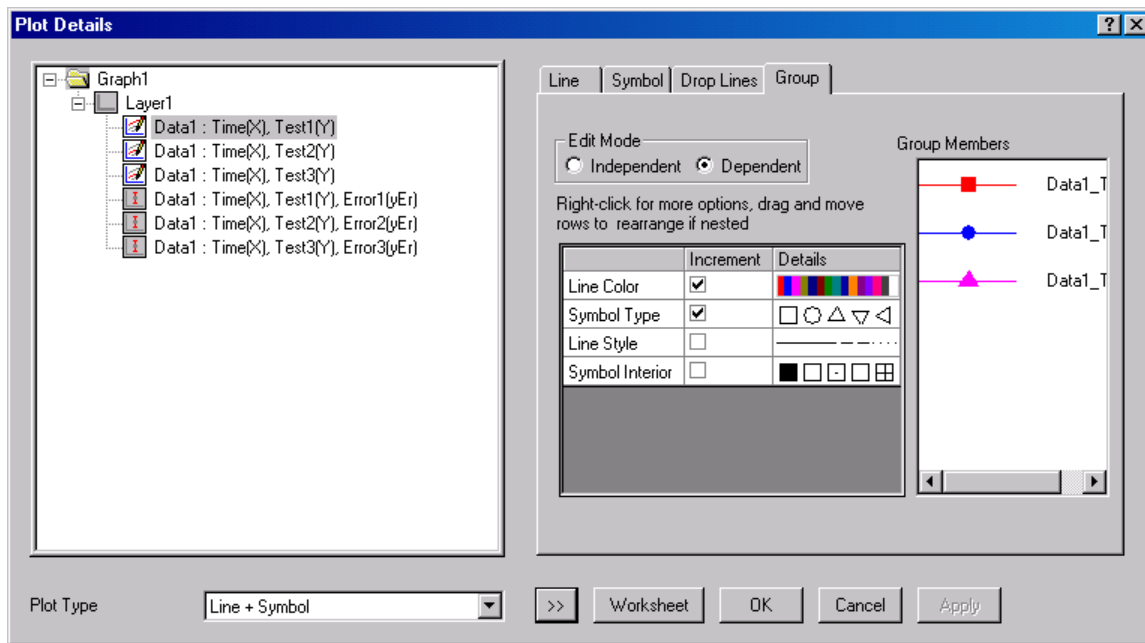 Plot Details
Graph1
Layer1
Data1 : Time(X), Test1(Y)
Data1 : Time(X), Test2(Y)
Data1 : Time(X), Test3(Y)
Data1 : Time(X), Test1(Y), Error1(yEr)
Data1 : Time(X), Test2(Y), Error2(yEr)
Data1 : Time(X), Test3(Y), Error3(yEr)
Line Symbol Drop Lines Group
Edit Mode
Independent Dependent
Group Members
Right-click for more options, drag and move
rows to rearrange if nested
Increment Details
Line Color
Symbol Type
Line Style
Symbol Interior
Data1_T
Data1_T
Data1_T
Plot Type
Line + Symbol
>> Worksheet OK Cancel Apply